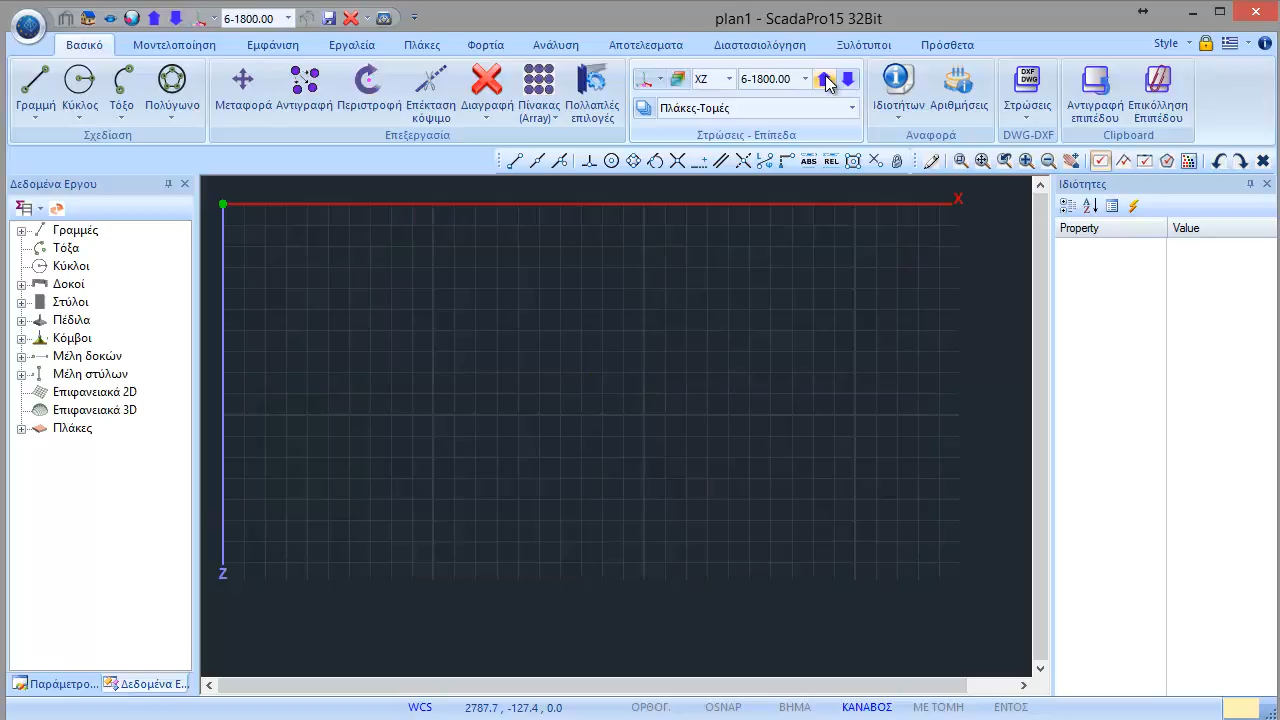 6-1800.00
plan1 - ScadaPro15 32Bit
Βασικό Μοντελοποίηση Εμφάνιση Εργαλεία Πλάκες Φορτία Ανάλυση Αποτελεσματα Διαστασιολόγηση Ξυλότυποι Πρόσθετα Style
Γραμμή Κύκλος Τόξο Πολύγωνο
Σχεδίαση
Μεταφορά Αντιγραφή Περιστροφή Επέκταση κόψιμο Διαγραφή Πίνακας (Array) Πολλαπλές επιλογές
Επεξεργασία
XZ 6-1800.00
Πλάκες-Τομές
Στρώσεις - Επίπεδα
Ιδιοτήτων Αριθμήσεις
Αναφορά
DXF DWG
Στρώσεις
DWG-DXF
Αντιγραφή επιπέδου Επικόλληση Επιπέδου
Clipboard
ABS REL
Δεδομένα Εργου
Γραμμές
Τόξα
Κύκλοι
Δοκοί
Στύλοι
Πέδιλα
Κόμβοι
Μέλη δοκών
Μέλη στύλων
Επιφανειακά 2D
Επιφανειακά 3D
Πλάκες
Παράμετρο... Δεδομένα Ε...
X
Z
Ιδιότητες
Property Value
WCS 2787.7 , -127.4, 0.0 ΟΡΘΟΓ. OSNAP ΒΗΜΑ ΚΑΝΑΒΟΣ ΜΕ ΤΟΜΗ ΕΝΤΟΣ